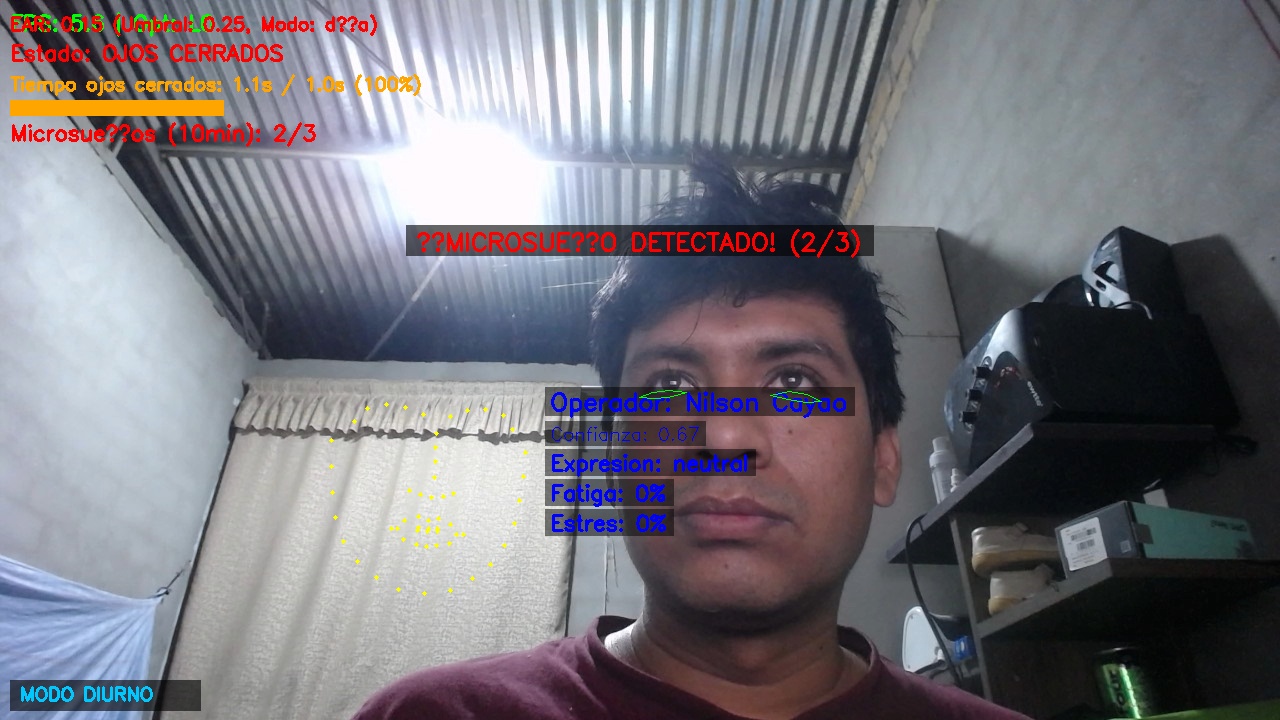 EAR: 0.15 (Umbral: 0.25, Modo: d??a)
Estado: OJOS CERRADOS
Tiempo ojos cerrados: 1.1s / 1.0s (100%)
Microsue??os (10min): 2/3
??MICROSUE??O DETECTADO! (2/3)
Operador: Nilson Cayao
Confianza: 0.67
Expresion: neutral
Fatiga: 0%
Estres: 0%
MODO DIURNO